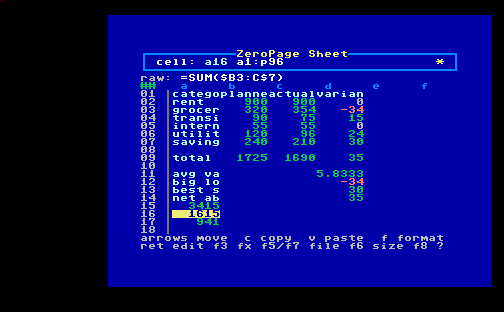 ZeroPage Sheet
cell: a16 a1:p96 *
raw: =SUM($B3:C$7)
## a b c d e f
01 categoplanneactualvarian
02 rent 900 900 0
03 grocer 320 354 -34
04 transi 90 75 15
05 intern 55 55 0
06 utilit 120 96 24
07 saving 240 210 30
08
09 total 1725 1690 35
10
11 avg va 5.8333
12 big lo -34
13 best s 30
14 net ab 35
15 3415
16 1615
17 941
18
arrows move c copy v paste f format
ret edit f3 fx f5/f7 file f6 size f8 ?